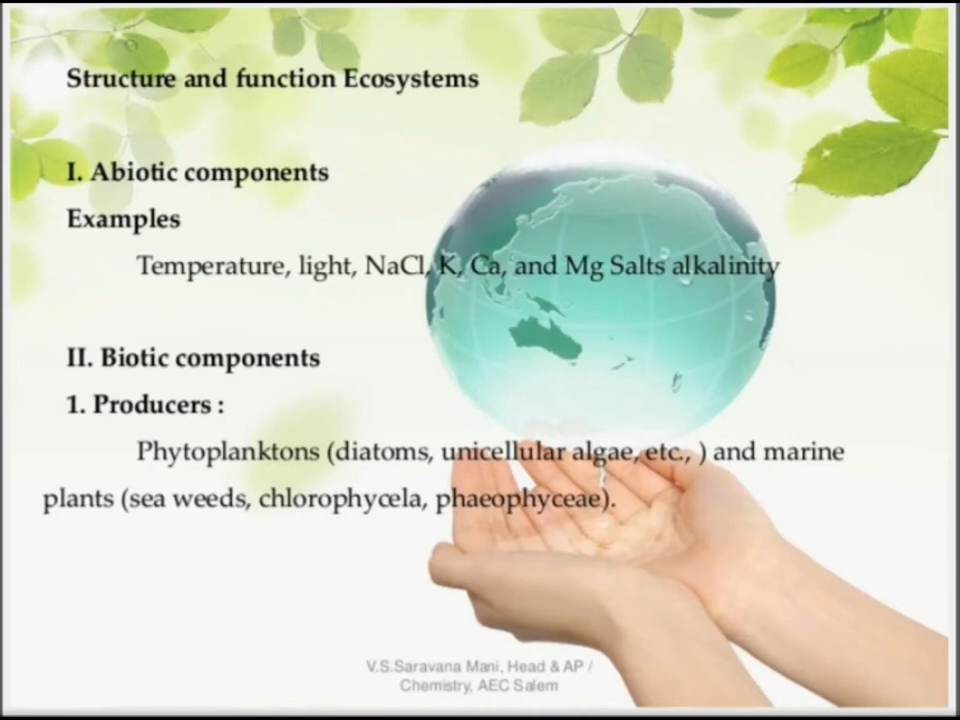 Structure and function Ecosystems
I. Abiotic components
Examples
Temperature, light, NaCl, K, Ca, and Mg Salts alkalinity
II. Biotic components
1. Producers :
Phytoplanktons (diatoms, unicellular algae, etc., ) and marine
plants (sea weeds, chlorophycela, phaeophyceae).
V.S.Saravana Mani, Head & AP /
Chemistry, AEC Salem